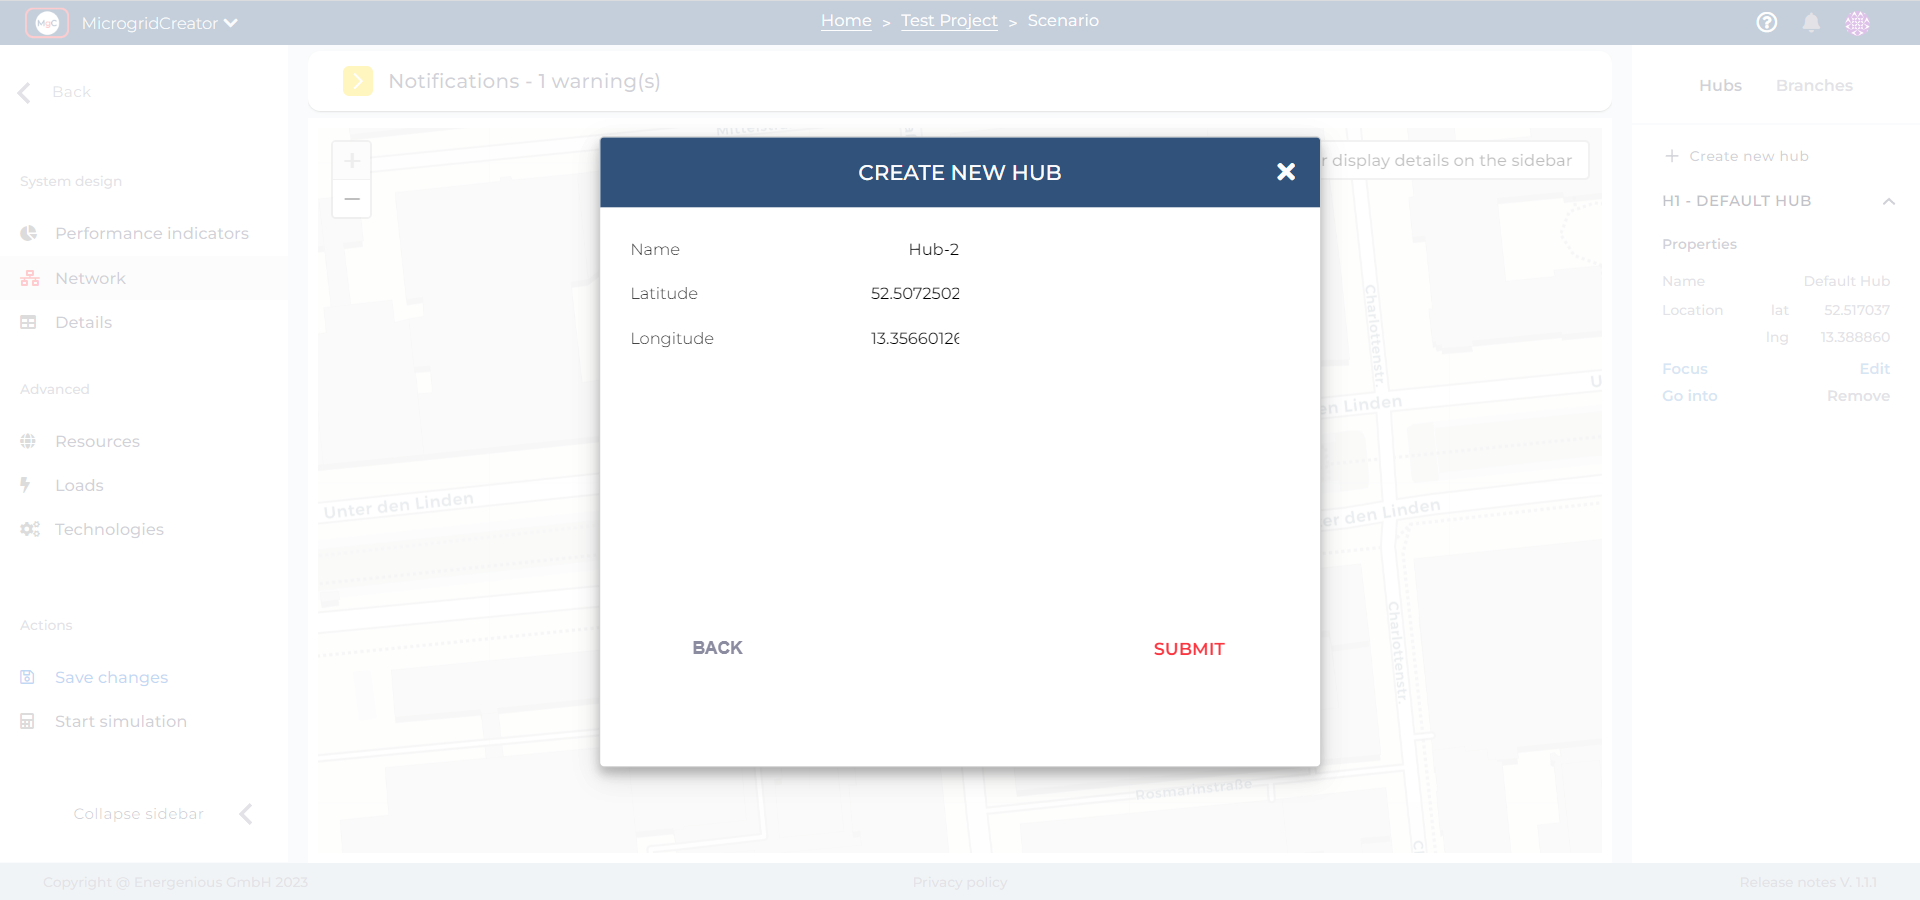 MgC MicrogridCreator
Home > Test Project > Scenario
Back
Notifications - 1 warning(s)
Hubs Branches
System design
Performance indicators
Network
Details
Advanced
Resources
Loads
Technologies
Actions
Save changes
Start simulation
Collapse sidebar
r display details on the sidebar
CREATE NEW HUB
Name Hub-2
Latitude 52.5072502
Longitude 13.3566012
BACK SUBMIT
Charlottenstr.
en Linden
U
Unter den Linden
er den Linden
Charlottenstr.
Rosmarinstraße
+ Create new hub
H1 - DEFAULT HUB
Properties
Name Default Hub
Location lat 52.517037
lng 13.388860
Focus Edit
Go into Remove
Copyright @ Energenious GmbH 2023
Privacy policy
Release notes V. 1.1.1